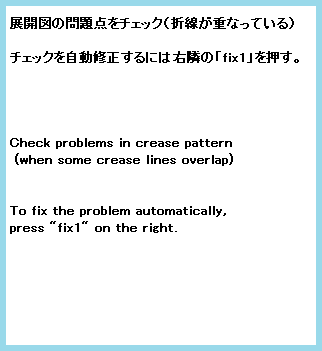 展開図の問題点をチェック(折線が重なっている)
チェックを自動修正するには右隣の「fix1」を押す。
Check problems in crease pattern
(when some crease lines overlap)
To fix the problem automatically,
press "fix1" on the right.